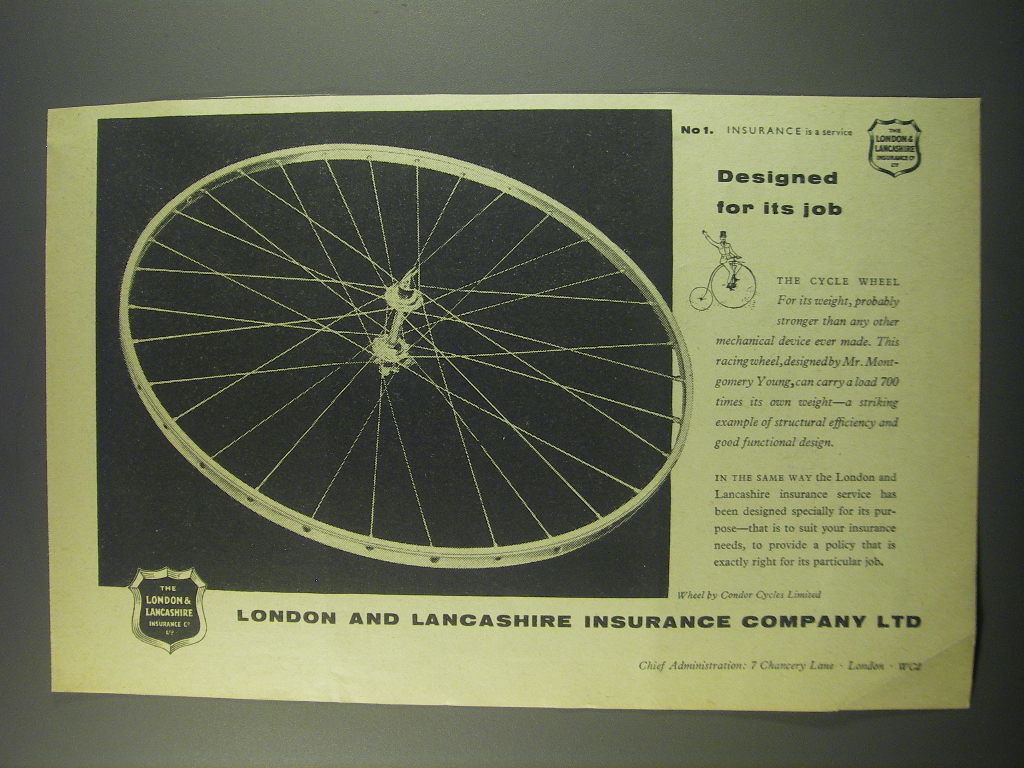 No 1. INSURANCE is a service
THE
LONDON &
LANCASHIRE
INSURANCE Cº
LTD
Designed
for its job
THE CYCLE WHEEL
For its weight, probably
stronger than any other
mechanical device ever made. This
racing wheel, designed by Mr. Mont-
gomery Young, can carry a load 700
times its own weight—a striking
example of structural efficiency and
good functional design.
IN THE SAME WAY the London and
Lancashire insurance service has
been designed specially for its pur-
pose—that is to suit your insurance
needs, to provide a policy that is
exactly right for its particular job.
Wheel by Condor Cycles Limited
THE
LONDON &
LANCASHIRE
INSURANCE Cº
LTD
LONDON AND LANCASHIRE INSURANCE COMPANY LTD
Chief Administration: 7 Chancery Lane · London · WC2